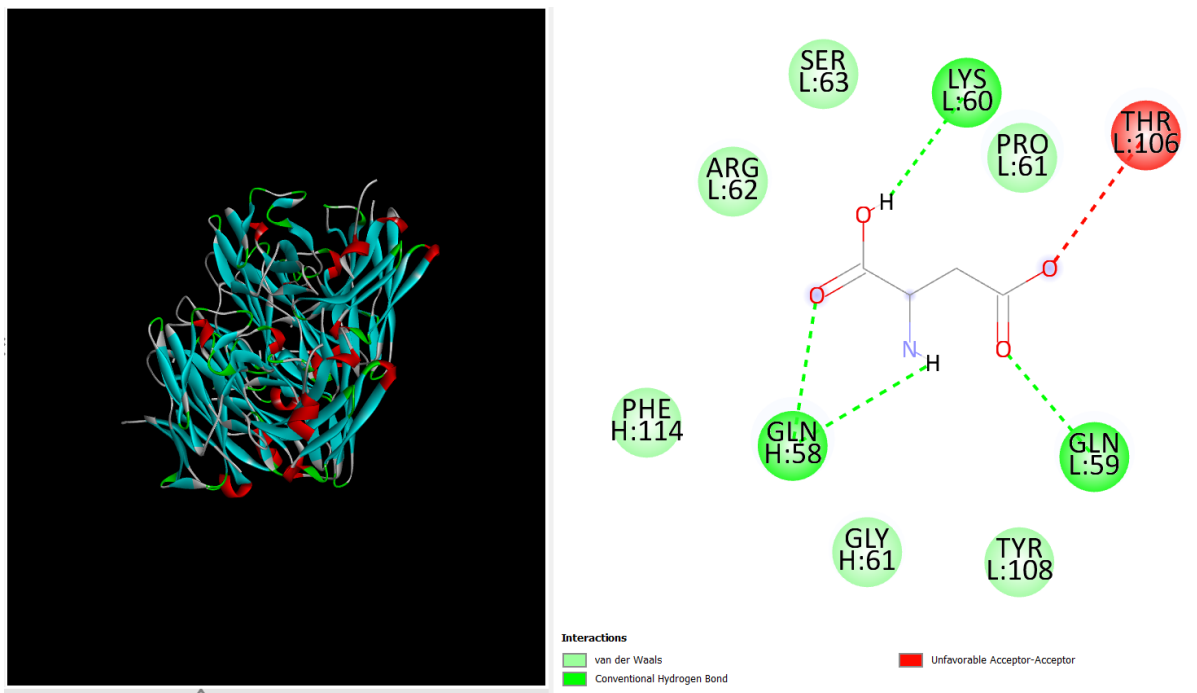 SER
L:63
LYS
L:60
THR
L:106
PRO
L:61
ARG
L:62
H
O
O
O
N
H
O
PHE
H:114
GLN
H:58
GLN
L:59
GLY
H:61
TYR
L:108
Interactions
van der Waals
Conventional Hydrogen Bond
Unfavorable Acceptor-Acceptor